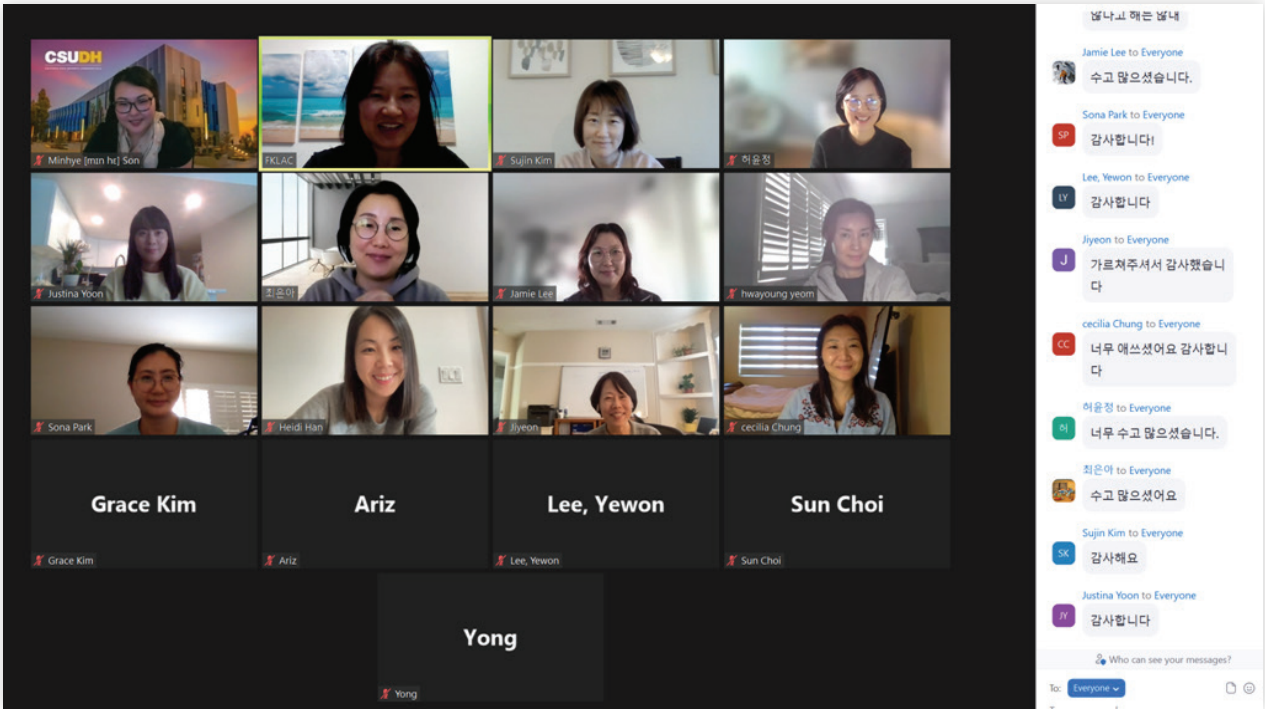 CSUDH
Minhye [mɪn hɪ] Son
FKLAC
Sujin Kim
허윤정
Justina Yoon
최은아
Jamie Lee
hwayoung yeom
Sona Park
Heidi Han
Jiyeon
cecilia Chung
Grace Kim
Grace Kim
Ariz
Ariz
Lee, Yewon
Lee, Yewon
Sun Choi
Sun Choi
Yong
Yong
Jamie Lee to Everyone
수고 많으셨습니다.
Sona Park to Everyone
SP
감사합니다!
Lee, Yewon to Everyone
LY
감사합니다
Jiyeon to Everyone
J
가르쳐주셔서 감사했습니
다
cecilia Chung to Everyone
CC
너무 애쓰셨어요 감사합니
다
허윤정 to Everyone
허
너무 수고 많으셨습니다.
최은아 to Everyone
수고 많으셨어요
Sujin Kim to Everyone
SK
감사해요
Justina Yoon to Everyone
JY
감사합니다
Who can see your messages?
To: Everyone